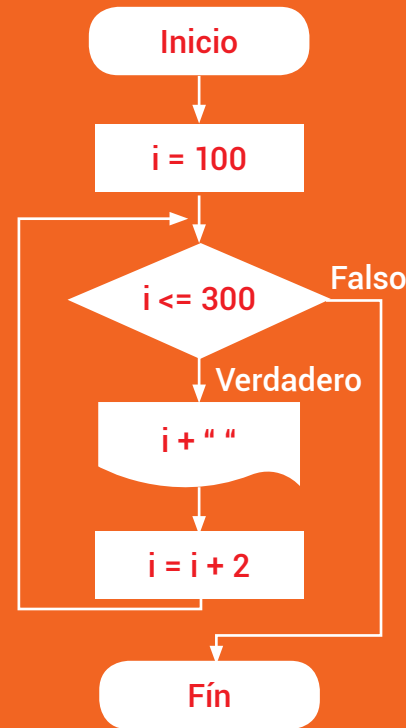 Inicio
i = 100
i <= 300
Falso
Verdadero
i + “ “
i = i + 2
Fín